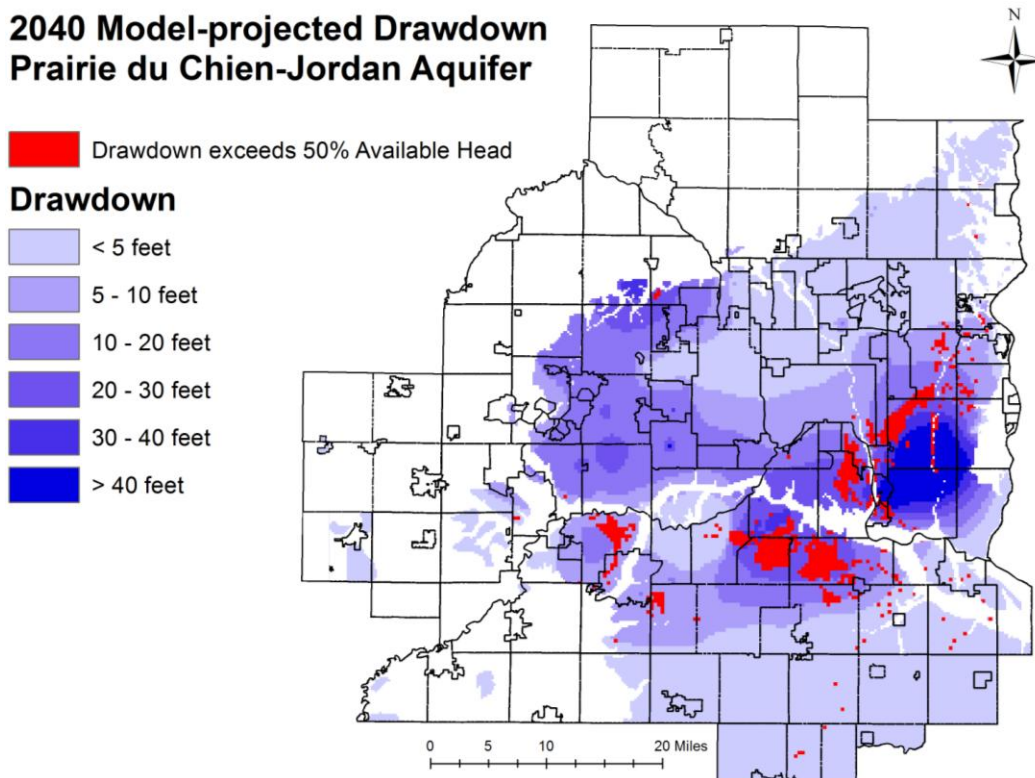 2040 Model-projected Drawdown
Prairie du Chien-Jordan Aquifer
N
Drawdown exceeds 50% Available Head
Drawdown
< 5 feet
5 - 10 feet
10 - 20 feet
20 - 30 feet
30 - 40 feet
> 40 feet
0 5 10 20 Miles